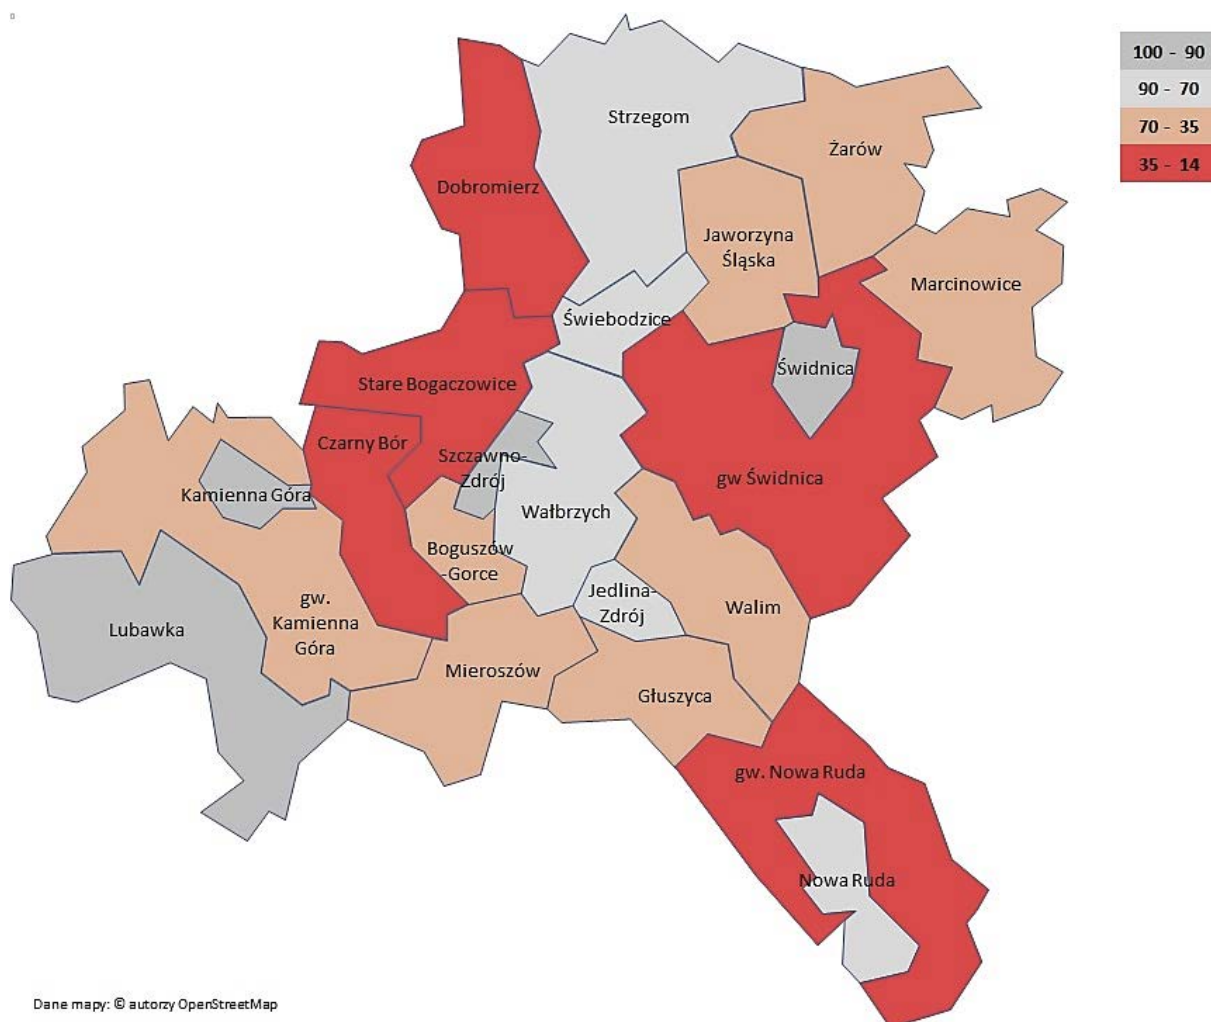 100 - 90
90 - 70
70 - 35
35 - 14
Strzegom
Żarów
Dobromierz
Jaworzyna
Śląska
Marcinowice
Świebodzice
Świdnica
Stare Bogaczowice
Czarny Bór
Szczawno-
Zdrój
gw Świdnica
Kamienna Góra
Wałbrzych
Boguszów
-Gorce
Jedlina-
Zdrój
Walim
gw.
Kamienna
Góra
Lubawka
Mieroszów
Głuszyca
gw. Nowa Ruda
Nowa Ruda
Dane mapy: © autorzy OpenStreetMap